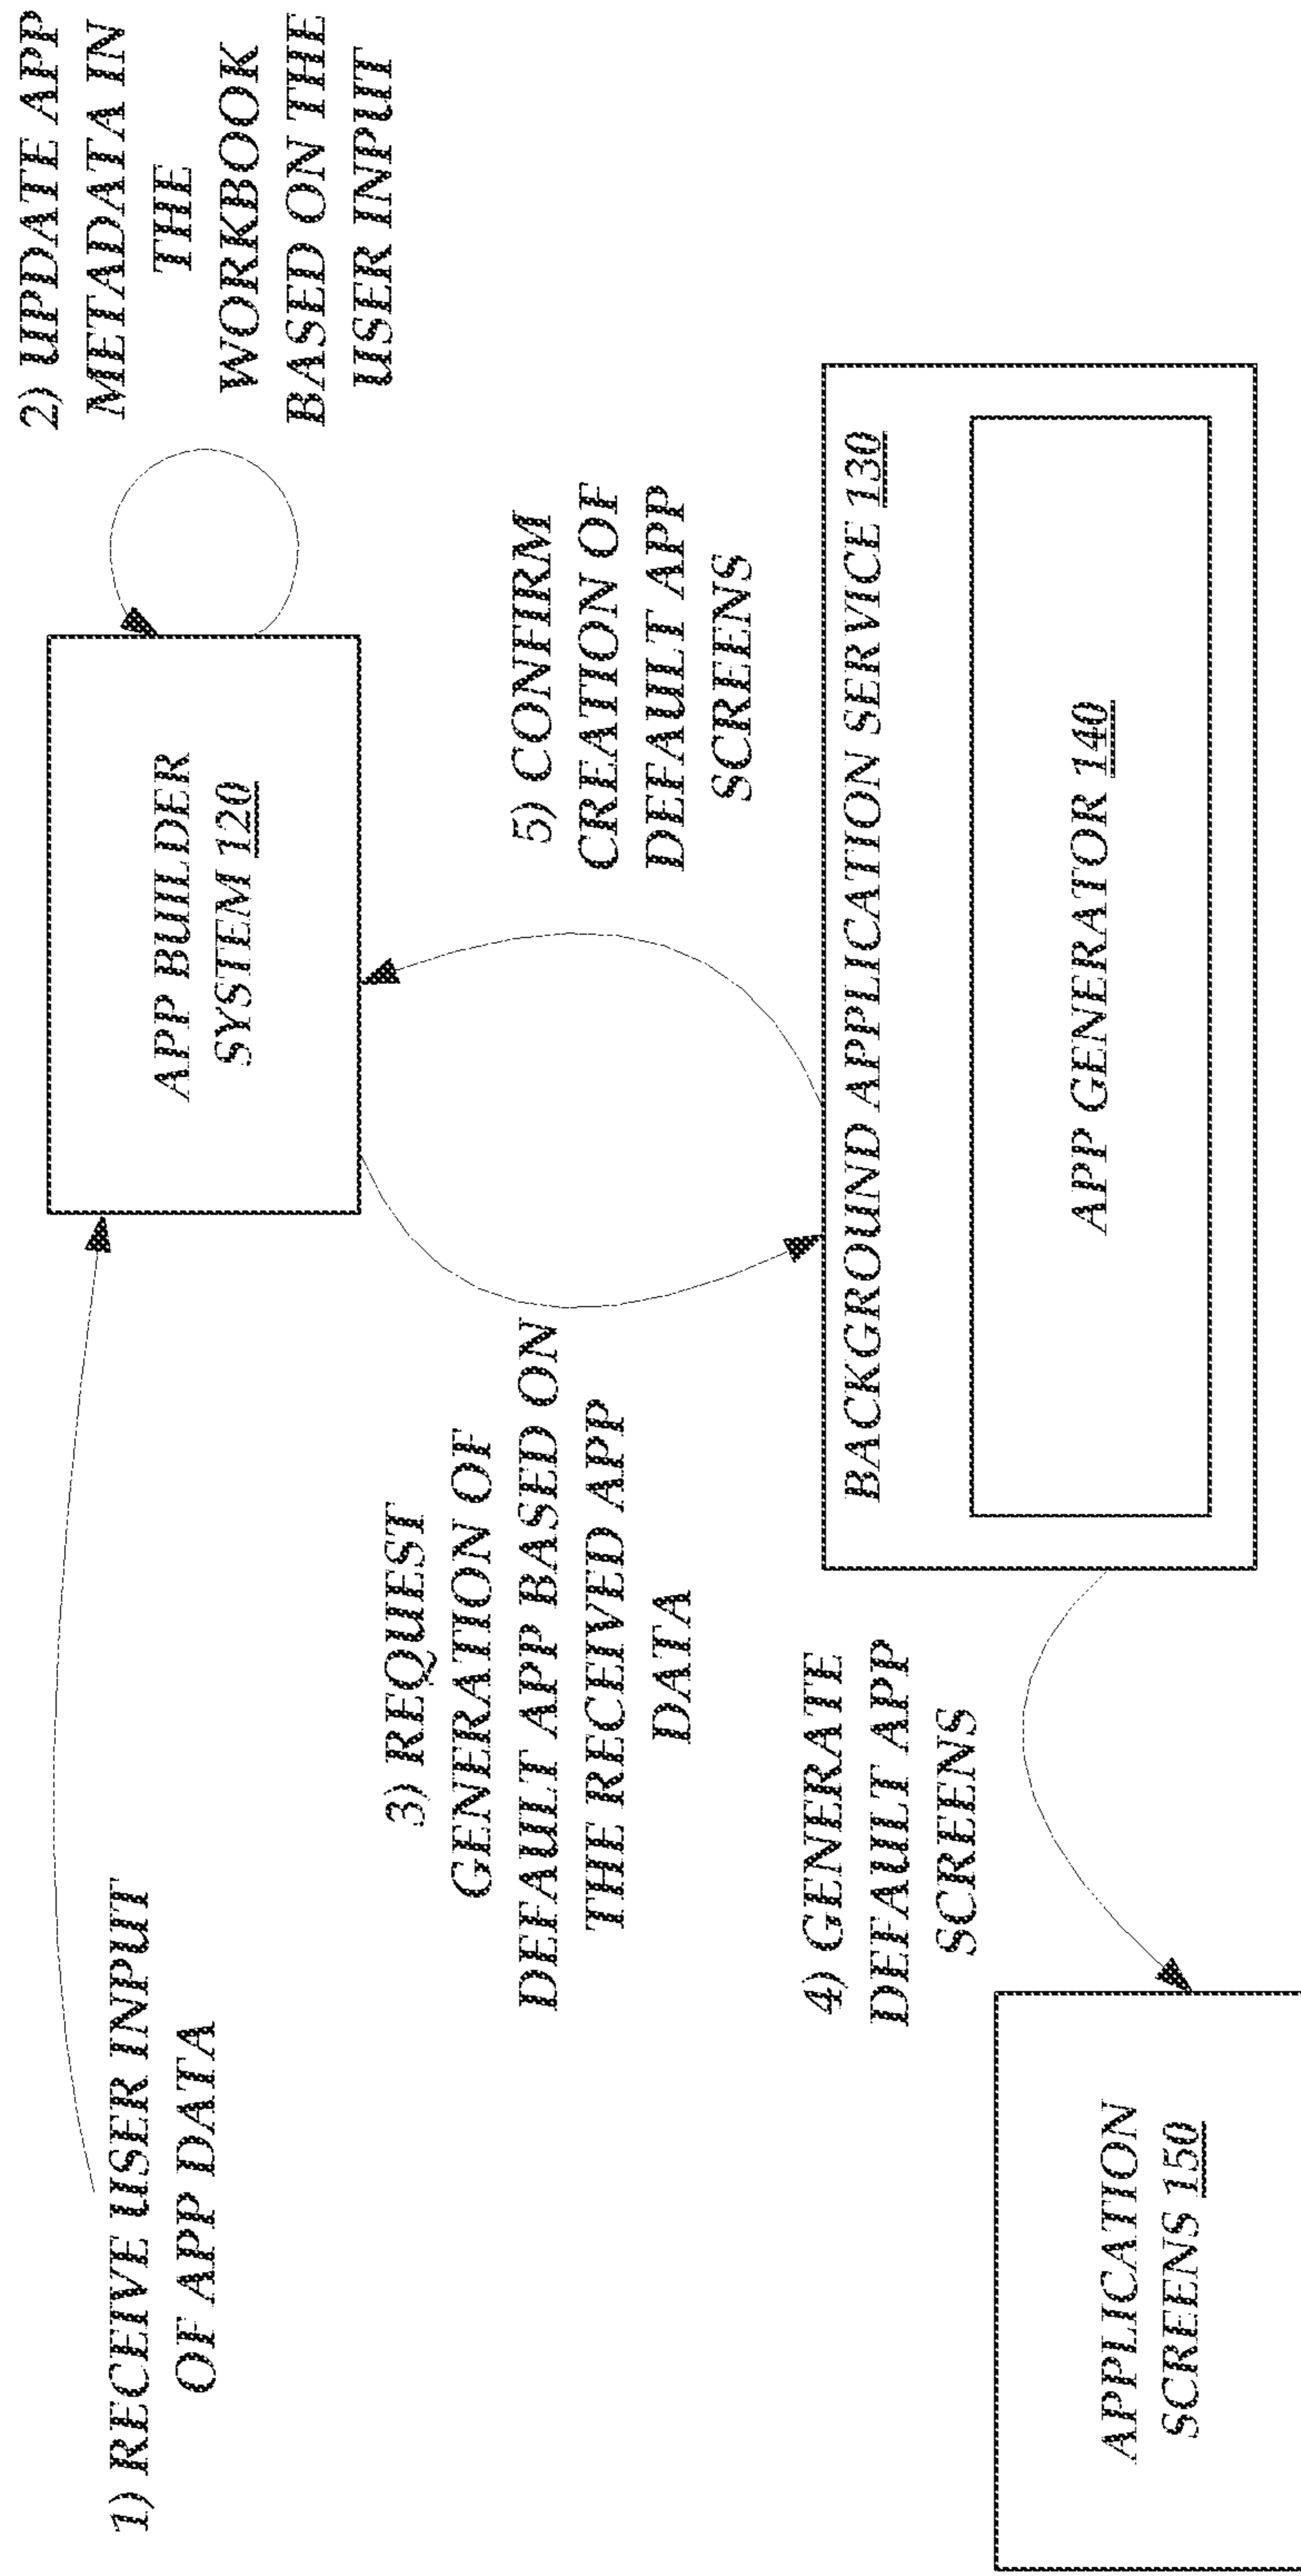 1) RECEIVE USER INPUT
OF APP DATA
APP BUILDER
SYSTEM 120
2) UPDATE APP
METADATA IN
THE
WORKBOOK
BASED ON THE
USER INPUT
3) REQUEST
GENERATION OF
DEFAULT APP BASED ON
THE RECEIVED APP
DATA
5) CONFIRM
CREATION OF
DEFAULT APP
SCREENS
4) GENERATE
DEFAULT APP
SCREENS
BACKGROUND APPLICATION SERVICE 130
APP GENERATOR 140
APPLICATION
SCREENS 150